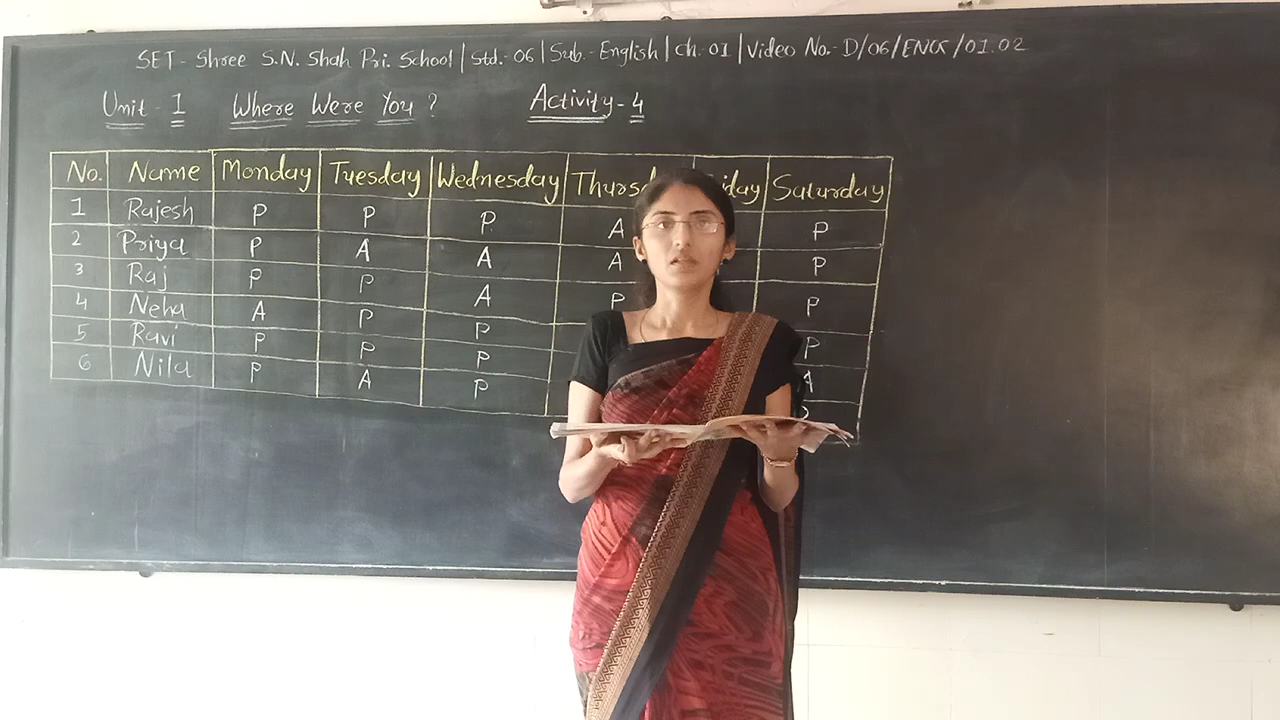 SET - Shree S.N. Shah Pri. School | Std.- 06 | Sub.- English | Ch.-01 | Video No.- D/06/ENGG/01.02
Unit - 1 Where Were You ? Activity - 4
No. Name Monday Tuesday Wednesday Saturday
1 Rajesh P P P A P
2 Priya P A A A P
3 Raj P P A P P
4 Neha A P P P
5 Ravi P P P A
6 Nila P A P